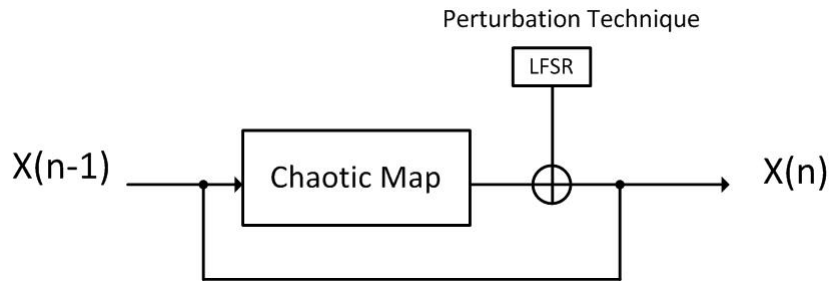 Perturbation Technique
LFSR
X(n-1)
Chaotic Map
X(n)